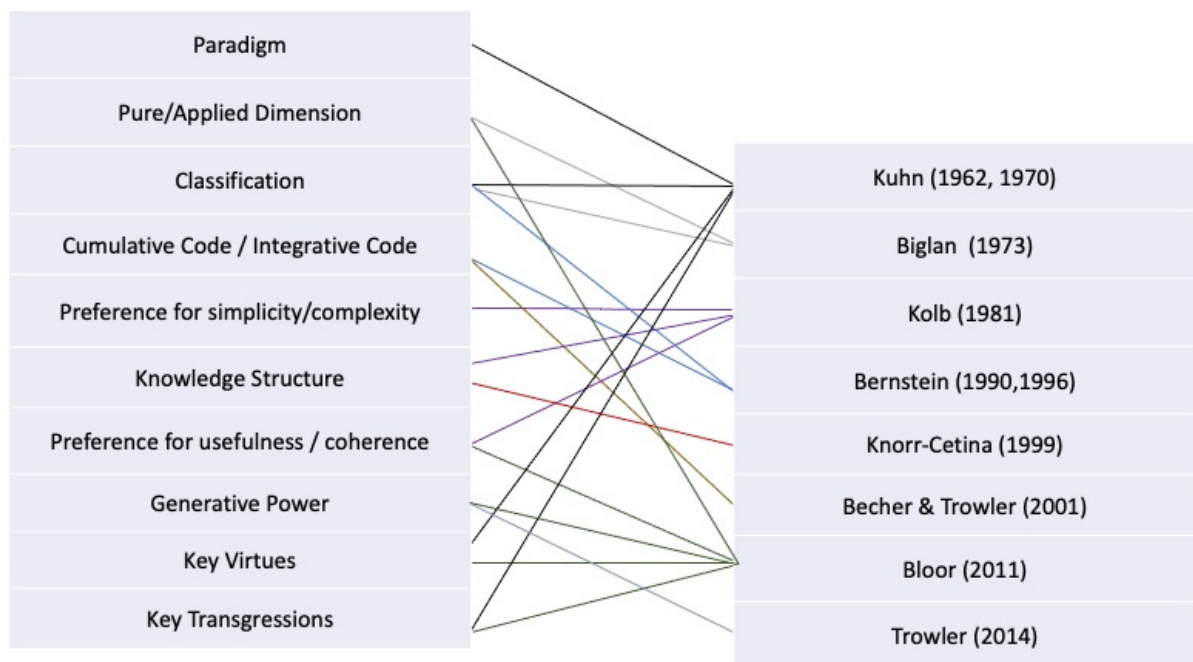 Paradigm
Pure/Applied Dimension
Classification
Cumulative Code / Integrative Code
Preference for simplicity/complexity
Knowledge Structure
Preference for usefulness / coherence
Generative Power
Key Virtues
Key Transgressions
Kuhn (1962, 1970)
Biglan (1973)
Kolb (1981)
Bernstein (1990,1996)
Knorr-Cetina (1999)
Becher & Trowler (2001)
Bloor (2011)
Trowler (2014)